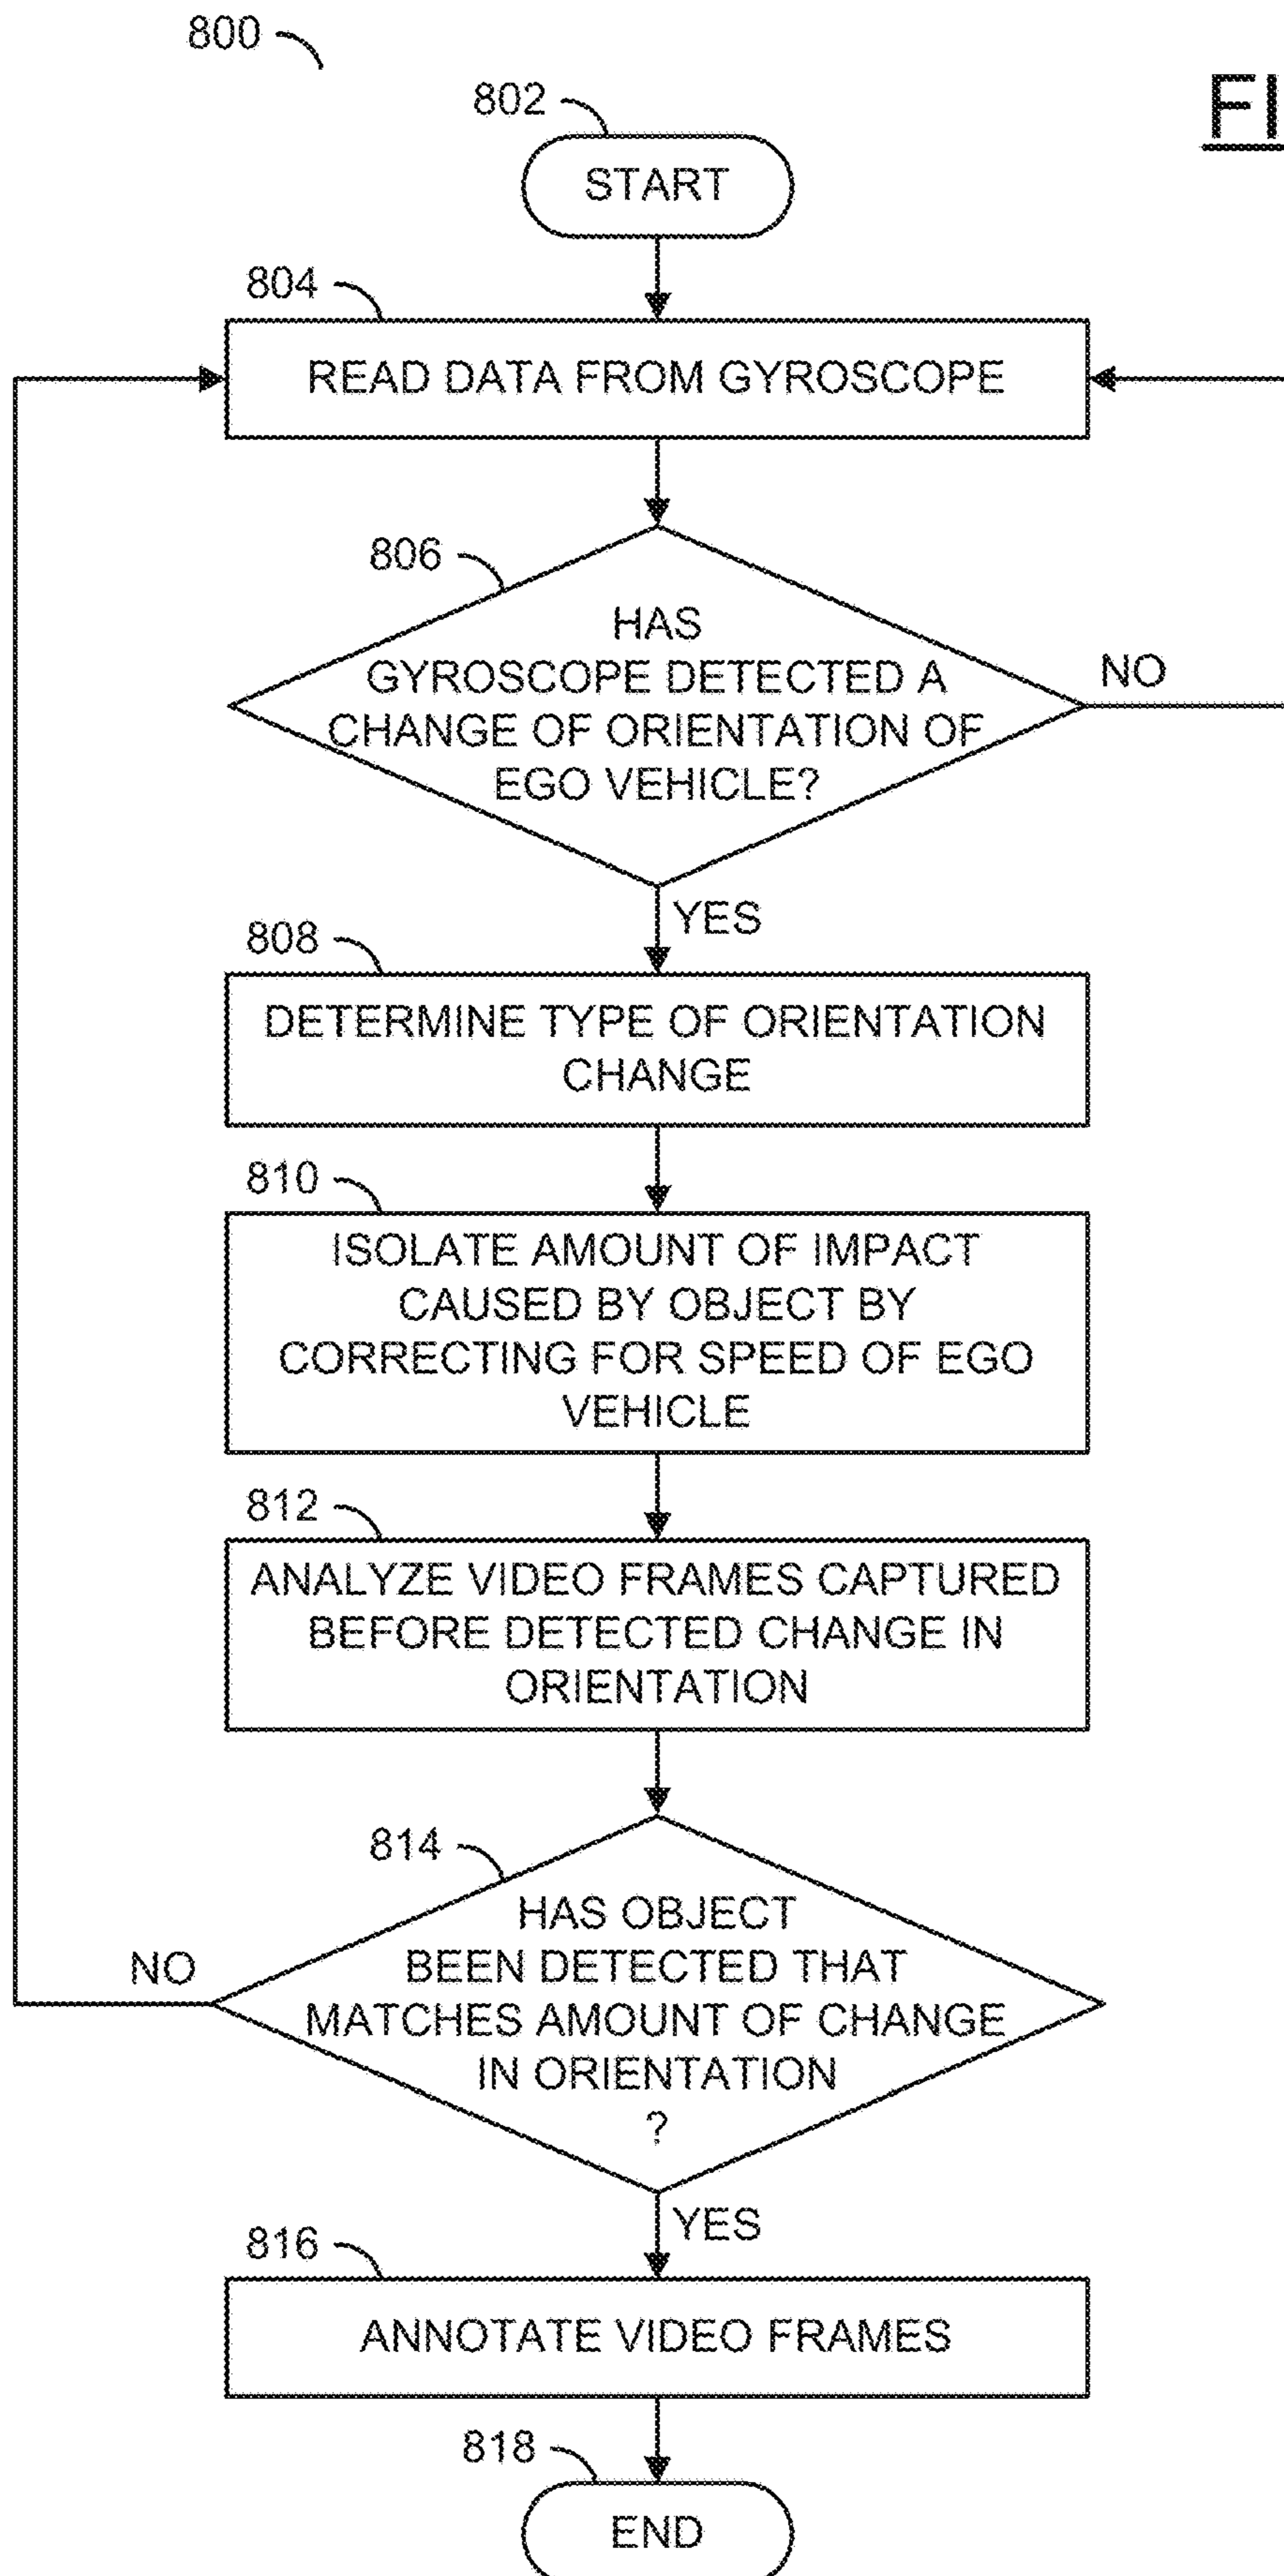 800
802
FI
START
804
READ DATA FROM GYROSCOPE
806
HAS
GYROSCOPE DETECTED A
CHANGE OF ORIENTATION OF
EGO VEHICLE?
NO
YES
808
DETERMINE TYPE OF ORIENTATION
CHANGE
810
ISOLATE AMOUNT OF IMPACT
CAUSED BY OBJECT BY
CORRECTING FOR SPEED OF EGO
VEHICLE
812
ANALYZE VIDEO FRAMES CAPTURED
BEFORE DETECTED CHANGE IN
ORIENTATION
814
HAS OBJECT
BEEN DETECTED THAT
MATCHES AMOUNT OF CHANGE
IN ORIENTATION
?
NO
YES
816
ANNOTATE VIDEO FRAMES
818
END